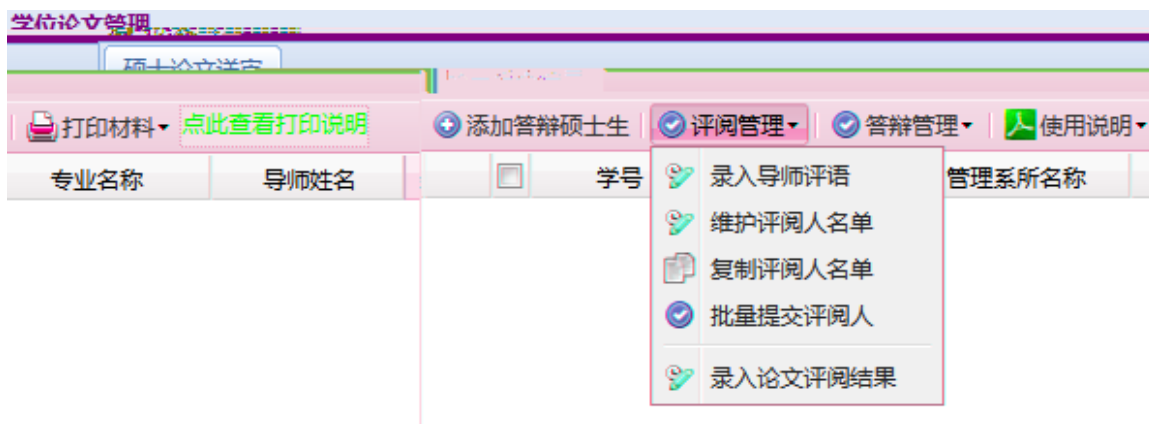 学位论文管理
硕士论文送审
打印材料 点此查看打印说明 添加答辩硕士生 评阅管理 答辩管理 使用说明
专业名称 导师姓名 学号 管理系所名称
录入导师评语
维护评阅人名单
复制评阅人名单
批量提交评阅人
录入论文评阅结果